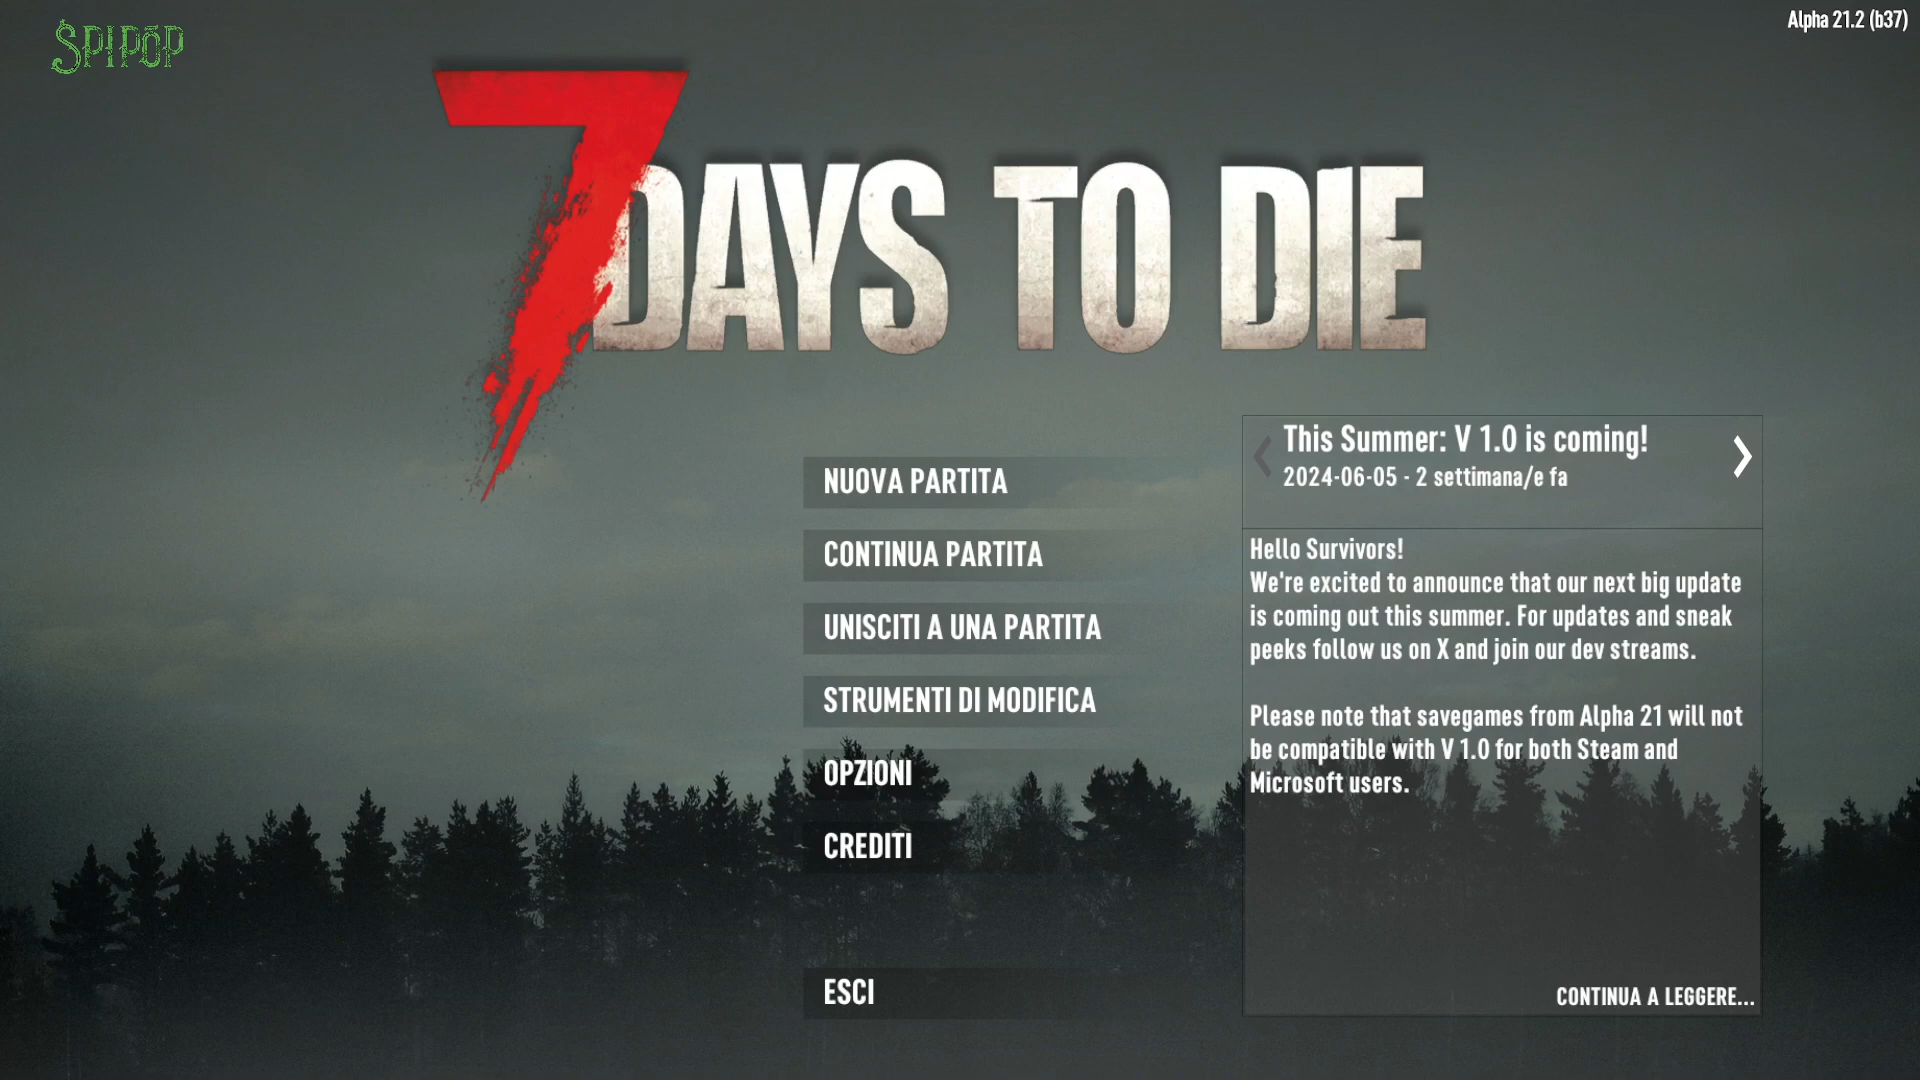 SPIPOP
Alpha 21.2 (b37)
7 DAYS TO DIE
NUOVA PARTITA
CONTINUA PARTITA
UNISCITI A UNA PARTITA
STRUMENTI DI MODIFICA
OPZIONI
CREDITI
ESCI
This Summer: V 1.0 is coming!
2024-06-05 - 2 settimana/e fa
Hello Survivors!
We're excited to announce that our next big update
is coming out this summer. For updates and sneak
peeks follow us on X and join our dev streams.
Please note that savegames from Alpha 21 will not
be compatible with V 1.0 for both Steam and
Microsoft users.
CONTINUA A LEGGERE...